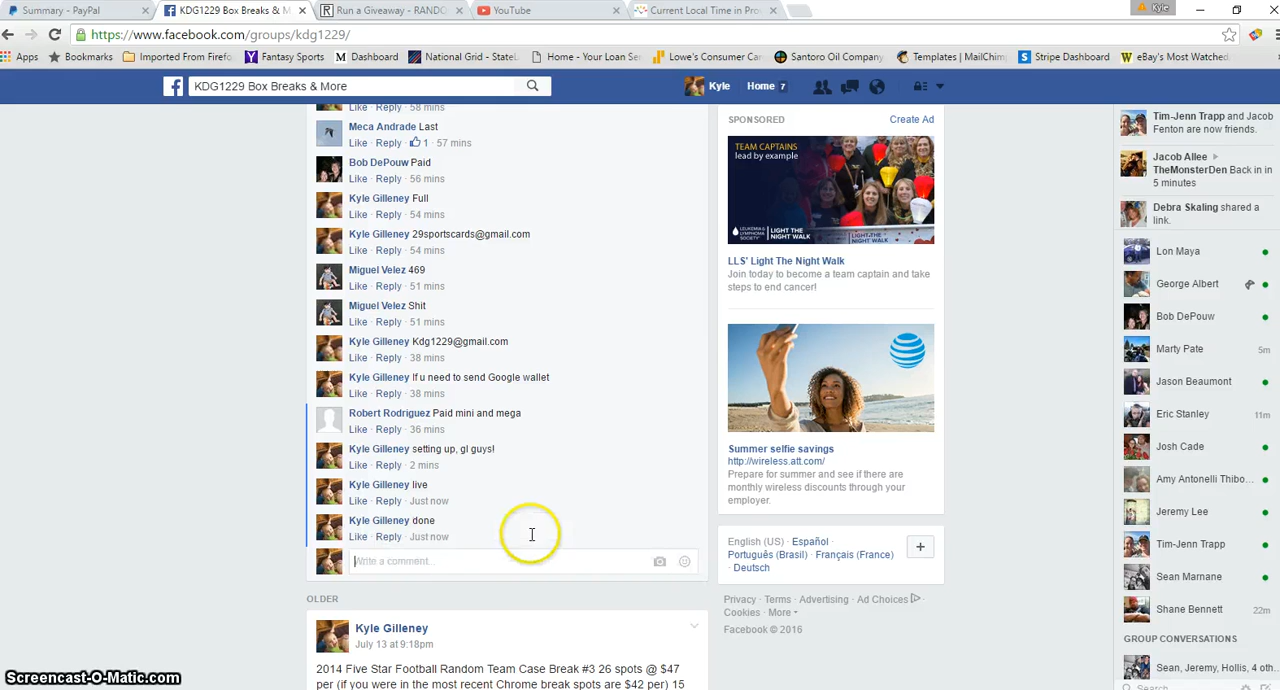 Summary - PayPal
KDG1229 Box Breaks & M
Run a Giveaway - RANDO
YouTube
Current Local Time in Pro
Kyle
https://www.facebook.com/groups/kdg1229/
Apps
Bookmarks
Imported From Firefo
Fantasy Sports
Dashboard
National Grid - StateL
Home - Your Loan Ser
Lowe's Consumer Car
Santoro Oil Company
Templates | MailChim
Stripe Dashboard
eBay's Most Watched
KDG1229 Box Breaks & More
Kyle
Home 7
Like · Reply · 58 mins
Meca Andrade Last
Like · Reply · 1 · 57 mins
Bob DePouw Paid
Like · Reply · 56 mins
Kyle Gilleney Full
Like · Reply · 54 mins
Kyle Gilleney 29sportscards@gmail.com
Like · Reply · 54 mins
Miguel Velez 469
Like · Reply · 51 mins
Miguel Velez Shit
Like · Reply · 51 mins
Kyle Gilleney Kdg1229@gmail.com
Like · Reply · 38 mins
Kyle Gilleney If u need to send Google wallet
Like · Reply · 38 mins
Robert Rodriguez Paid mini and mega
Like · Reply · 36 mins
Kyle Gilleney setting up, gl guys!
Like · Reply · 2 mins
Kyle Gilleney live
Like · Reply · Just now
Kyle Gilleney done
Like · Reply · Just now
Write a comment...
OLDER
Kyle Gilleney
July 13 at 9:18pm
2014 Five Star Football Random Team Case Break #3 26 spots @ $47
per (if you were in the most recent Chrome break spots are $42 per) 15
SPONSORED
Create Ad
TEAM CAPTAINS
lead by example
LEUKEMIA & LYMPHOMA SOCIETY
LIGHT THE NIGHT WALK
LLS' Light The Night Walk
Join today to become a team captain and take
steps to end cancer!
AT&T
Summer selfie savings
http://wireless.att.com/
Prepare for summer and see if there are
monthly wireless discounts through your
employer.
English (US) · Español ·
Português (Brasil) · Français (France) ·
Deutsch
Privacy · Terms · Advertising · Ad Choices ·
Cookies · More
Facebook © 2016
Tim-Jenn Trapp and Jacob
Fenton are now friends.
Jacob Allee
TheMonsterDen Back in in
5 minutes
Debra Skaling shared a
link.
Lon Maya
George Albert
Bob DePouw
Marty Pate 5m
Jason Beaumont
Eric Stanley 11m
Josh Cade
Amy Antonelli Thibo...
Jeremy Lee
Tim-Jenn Trapp
Sean Marnane
Shane Bennett 22m
GROUP CONVERSATIONS
Sean, Jeremy, Hollis, 4 oth...
Search
Screencast-O-Matic.com